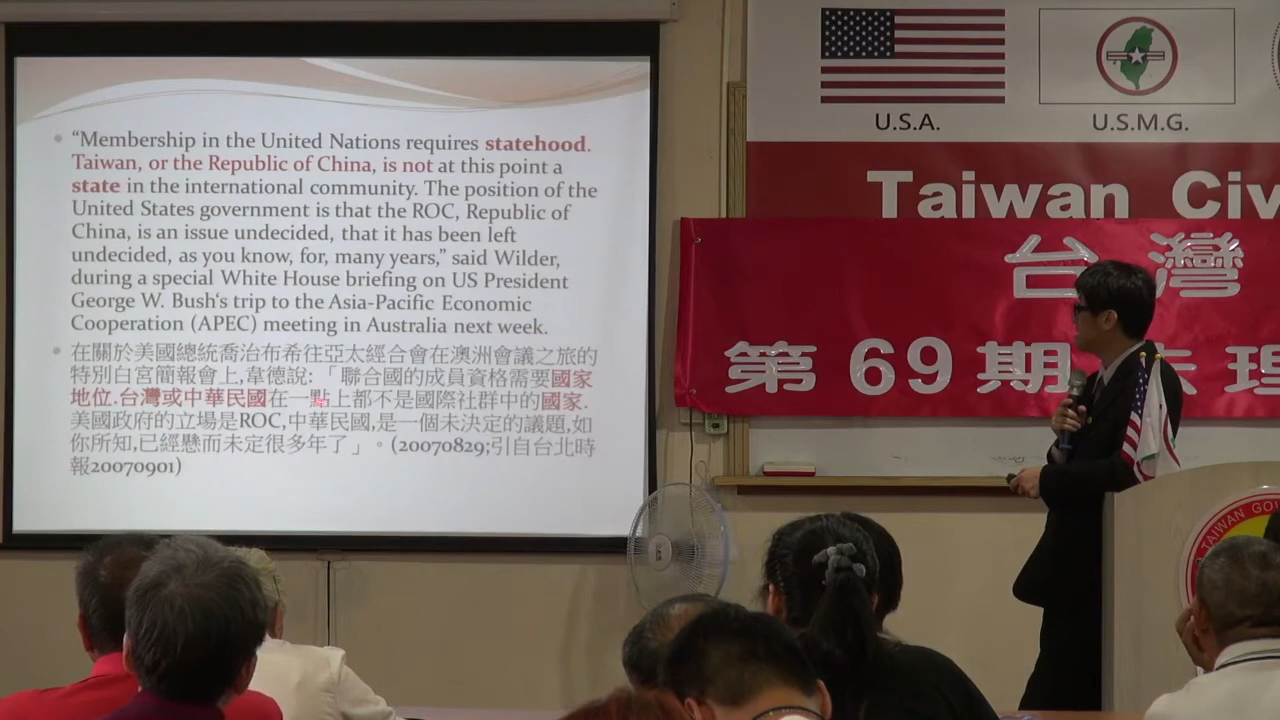 • “Membership in the United Nations requires statehood.
Taiwan, or the Republic of China, is not at this point a
state in the international community. The position of the
United States government is that the ROC, Republic of
China, is an issue undecided, that it has been left
undecided, as you know, for, many years,” said Wilder,
during a special White House briefing on US President
George W. Bush‘s trip to the Asia-Pacific Economic
Cooperation (APEC) meeting in Australia next week.
• 在關於美國總統喬治布希往亞太經合會在澳洲會議之旅的
特別白宮簡報會上,韋德說: 「聯合國的成員資格需要國家
地位.台灣或中華民國在一點上都不是國際社群中的國家.
美國政府的立場是ROC,中華民國,是一個未決定的議題,如
你所知,已經懸而未定很多年了」。(20070829;引自台北時
報20070901)
U.S.A.
U.S.M.G.
Taiwan Civ
台灣
第69期
理
TAIWAN GO